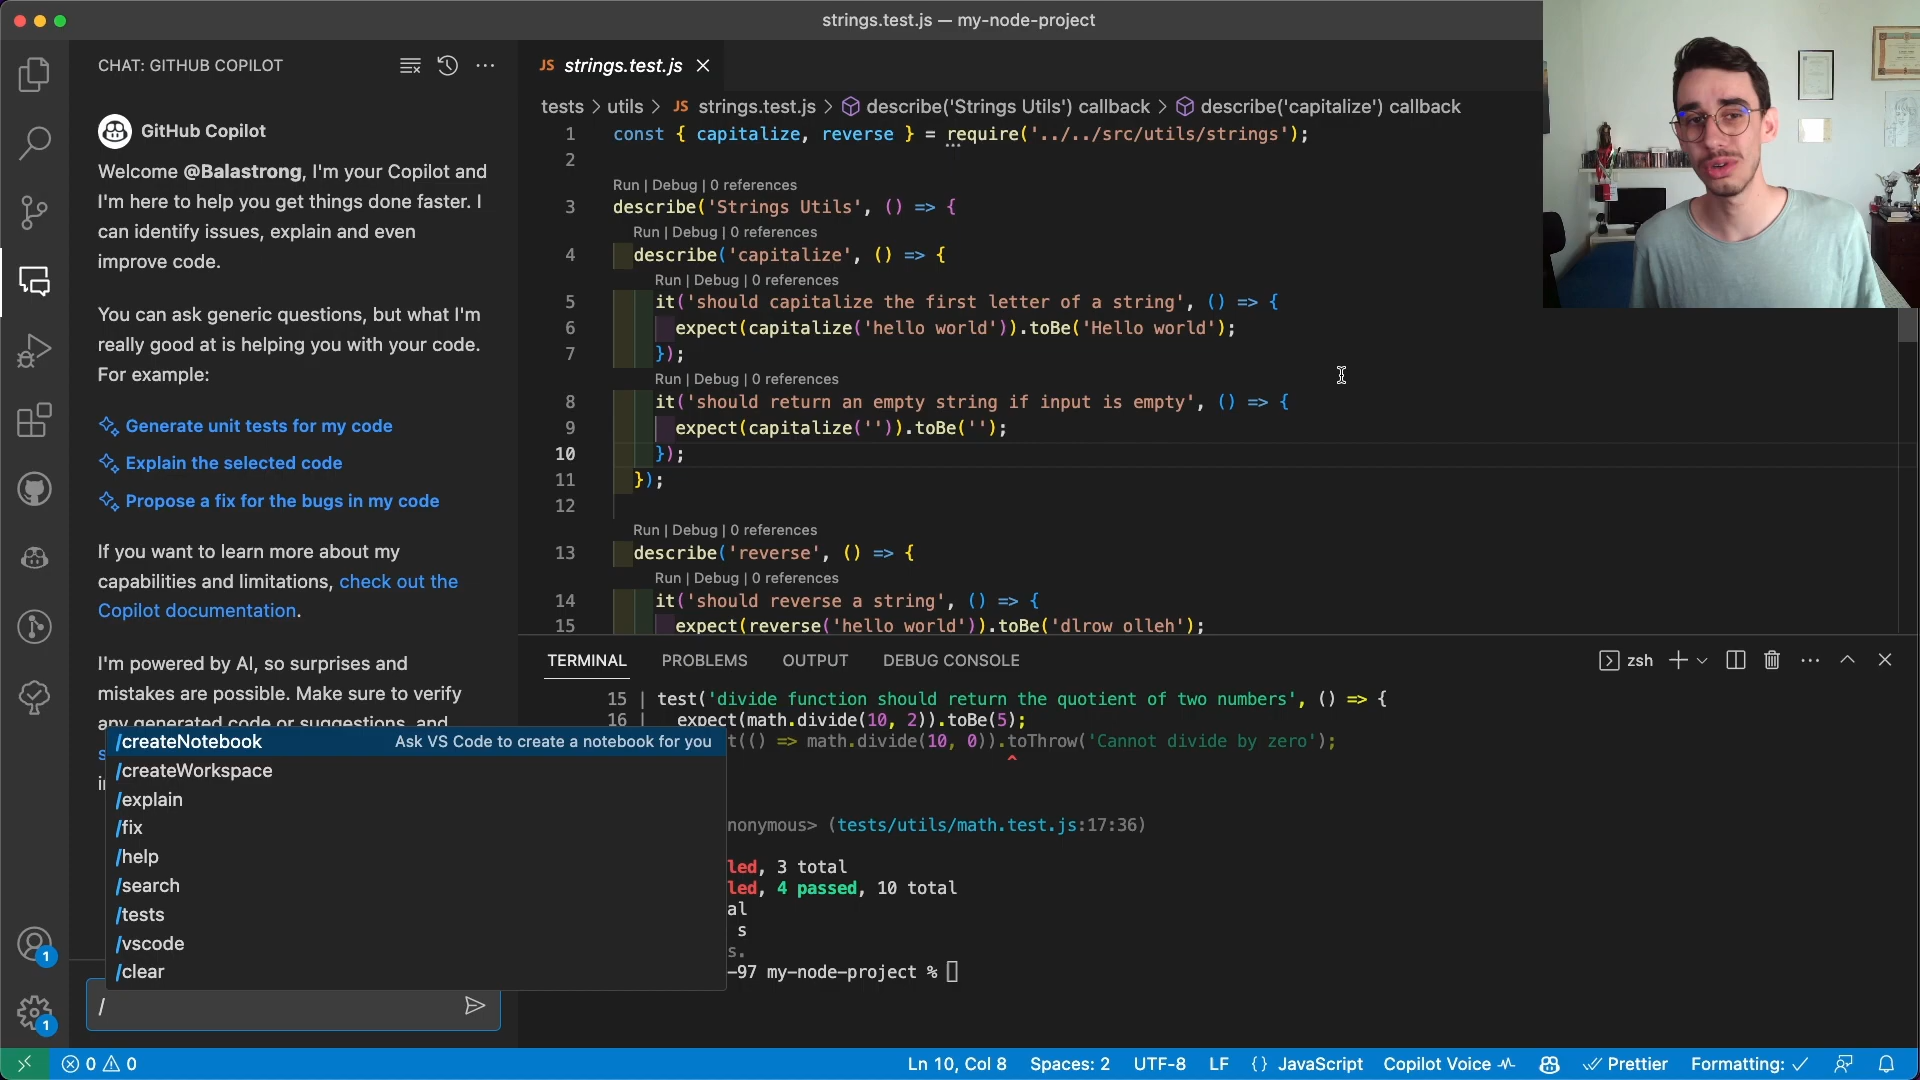 strings.test.js — my-node-project
CHAT: GITHUB COPILOT
GitHub Copilot
Welcome @Balastrong, I'm your Copilot and
I'm here to help you get things done faster. I
can identify issues, explain and even
improve code.
You can ask generic questions, but what I'm
really good at is helping you with your code.
For example:
Generate unit tests for my code
Explain the selected code
Propose a fix for the bugs in my code
If you want to learn more about my
capabilities and limitations, check out the
Copilot documentation.
I'm powered by AI, so surprises and
mistakes are possible. Make sure to verify
any generated code or suggestions, and
/createNotebook Ask VS Code to create a notebook for you
/createWorkspace
/explain
/fix
/help
/search
/tests
/vscode
/clear
/
1
1
JS strings.test.js
tests > utils > JS strings.test.js > describe('Strings Utils') callback > describe('capitalize') callback
1 const { capitalize, reverse } = require('../../src/utils/strings');
2
Run | Debug | 0 references
3 describe('Strings Utils', () => {
Run | Debug | 0 references
4 describe('capitalize', () => {
Run | Debug | 0 references
5 it('should capitalize the first letter of a string', () => {
6 expect(capitalize('hello world')).toBe('Hello world');
7 });
Run | Debug | 0 references
8 it('should return an empty string if input is empty', () => {
9 expect(capitalize('')).toBe('');
10 });
11 });
12
Run | Debug | 0 references
13 describe('reverse', () => {
Run | Debug | 0 references
14 it('should reverse a string', () => {
15 expect(reverse('hello world')).toBe('dlrow olleh');
TERMINAL PROBLEMS OUTPUT DEBUG CONSOLE zsh
15 | test('divide function should return the quotient of two numbers', () => {
16 | expect(math.divide(10, 2)).toBe(5);
t(() => math.divide(10, 0)).toThrow('Cannot divide by zero');
^
nonymous> (tests/utils/math.test.js:17:36)
led, 3 total
led, 4 passed, 10 total
al
s
s.
-97 my-node-project %
0 0 Ln 10, Col 8 Spaces: 2 UTF-8 LF {} JavaScript Copilot Voice Prettier Formatting: ✓